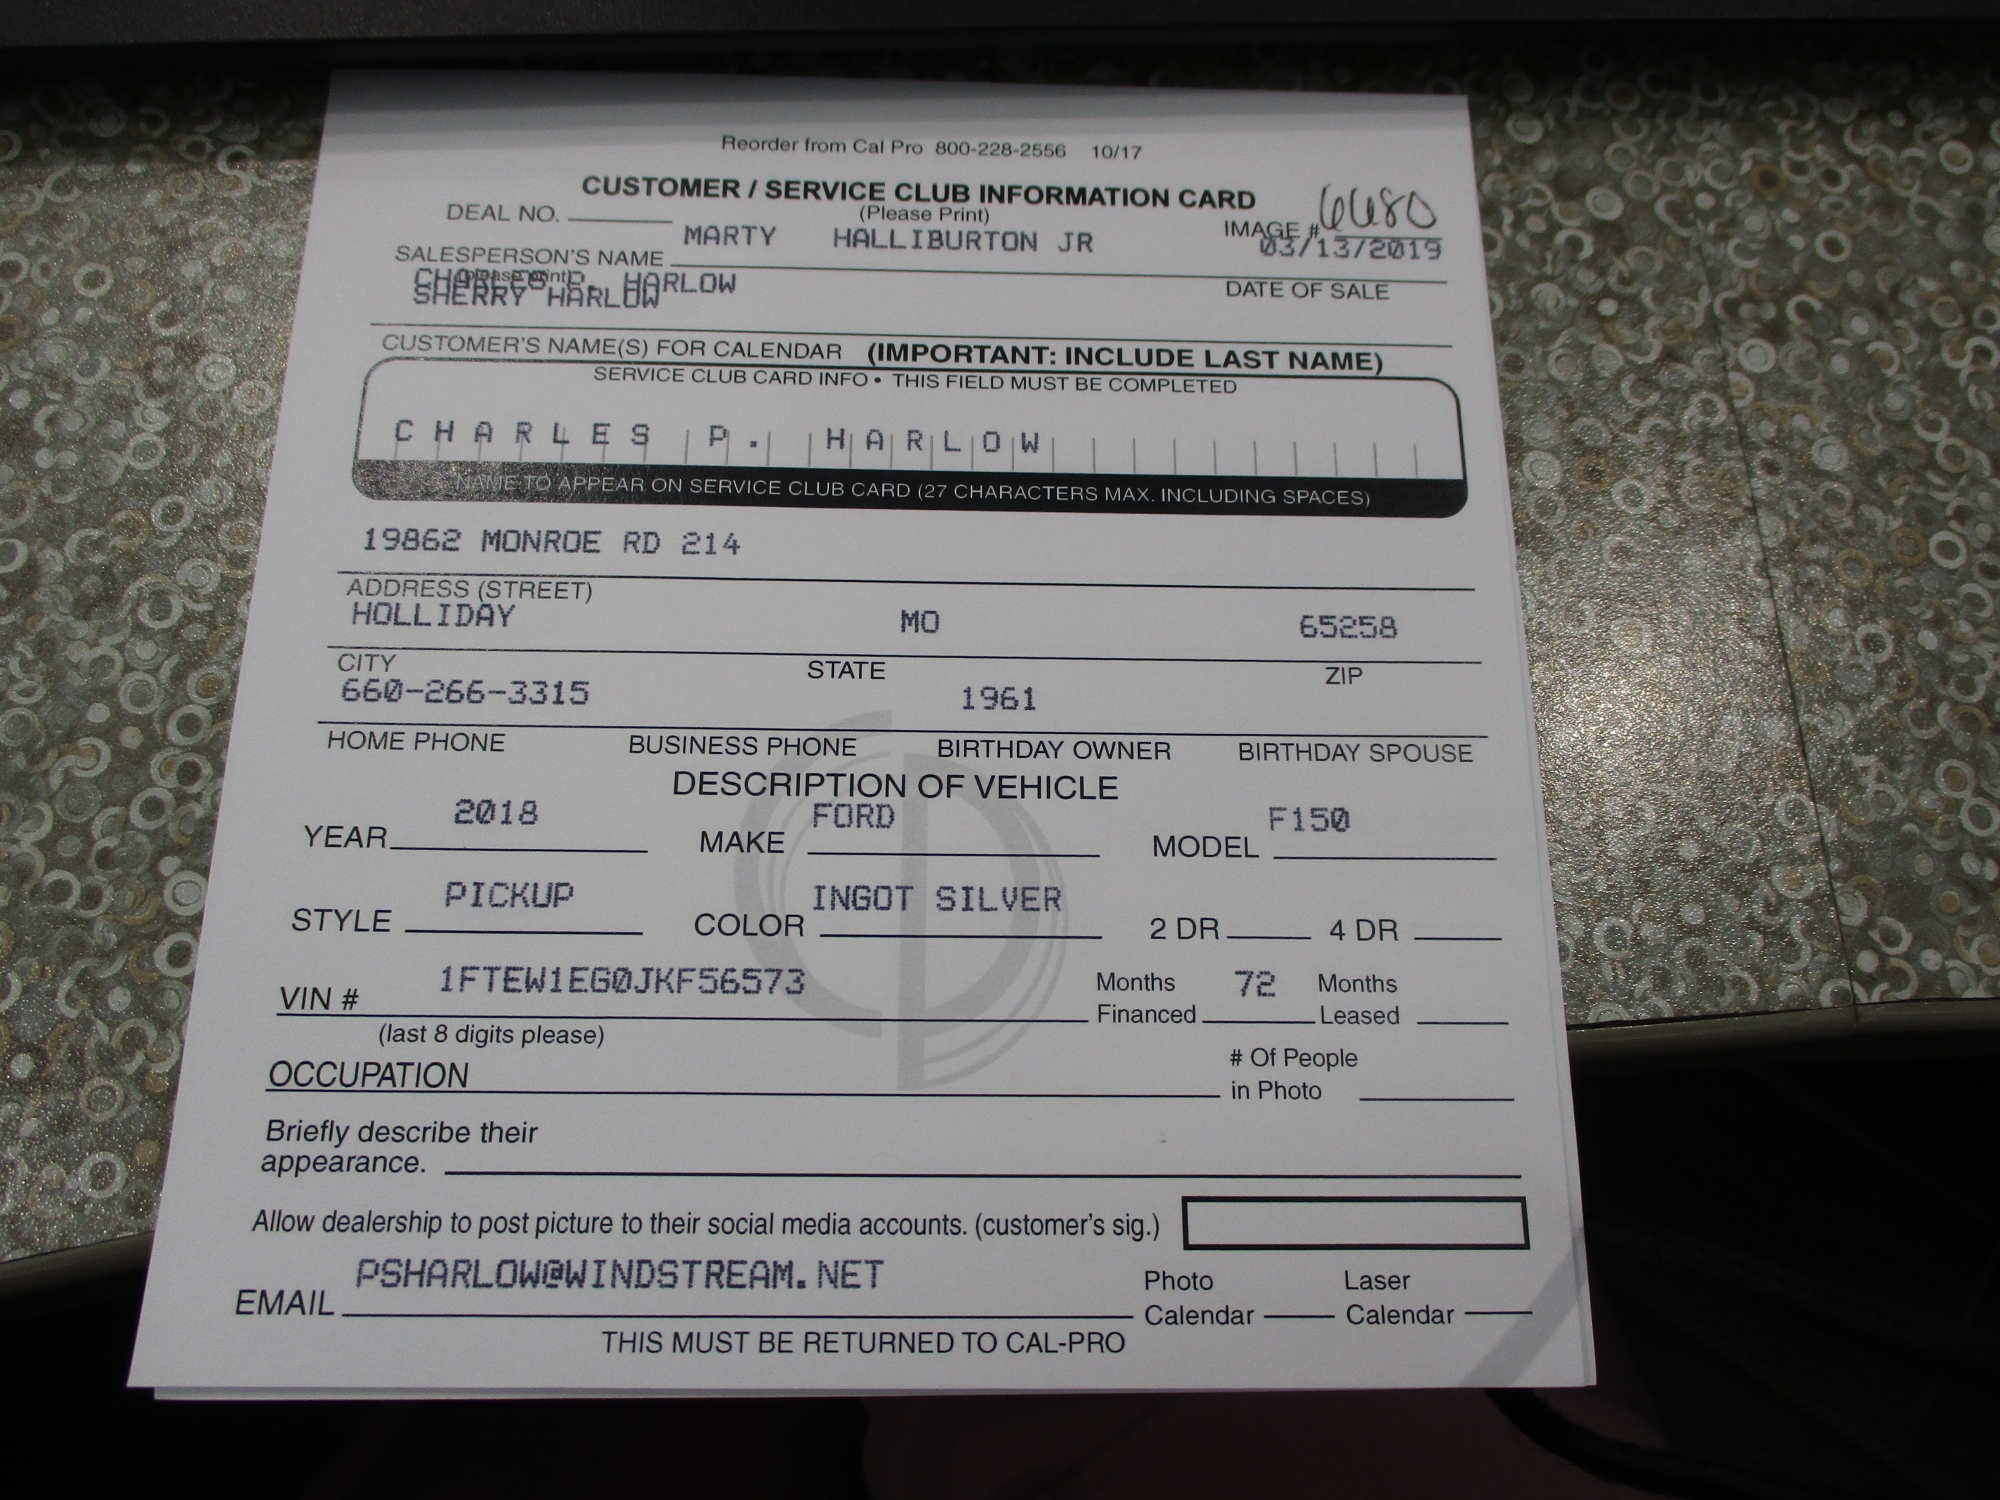 Reorder from Cal Pro 800-228-2556 10/17
CUSTOMER / SERVICE CLUB INFORMATION CARD
(Please Print)
DEAL NO.
IMAGE # 6680
SALESPERSON'S NAME MARTY HALLIBURTON JR
03/13/2019
(please print)
CHARLES P. HARLOW
SHERRY HARLOW
DATE OF SALE
CUSTOMER'S NAME(S) FOR CALENDAR (IMPORTANT: INCLUDE LAST NAME)
SERVICE CLUB CARD INFO • THIS FIELD MUST BE COMPLETED
CHARLES P. HARLOW
NAME TO APPEAR ON SERVICE CLUB CARD (27 CHARACTERS MAX. INCLUDING SPACES)
19862 MONROE RD 214
ADDRESS (STREET)
HOLLIDAY MO 65258
CITY STATE ZIP
660-266-3315 1961
HOME PHONE BUSINESS PHONE BIRTHDAY OWNER BIRTHDAY SPOUSE
DESCRIPTION OF VEHICLE
YEAR 2018 MAKE FORD MODEL F150
STYLE PICKUP COLOR INGOT SILVER 2 DR 4 DR
VIN # 1FTEW1EG0JKF56573 Months Financed 72 Months Leased
(last 8 digits please)
OCCUPATION # Of People in Photo
Briefly describe their
appearance.
Allow dealership to post picture to their social media accounts. (customer's sig.)
EMAIL PSHARLOW@WINDSTREAM.NET Photo Calendar Laser Calendar
THIS MUST BE RETURNED TO CAL-PRO